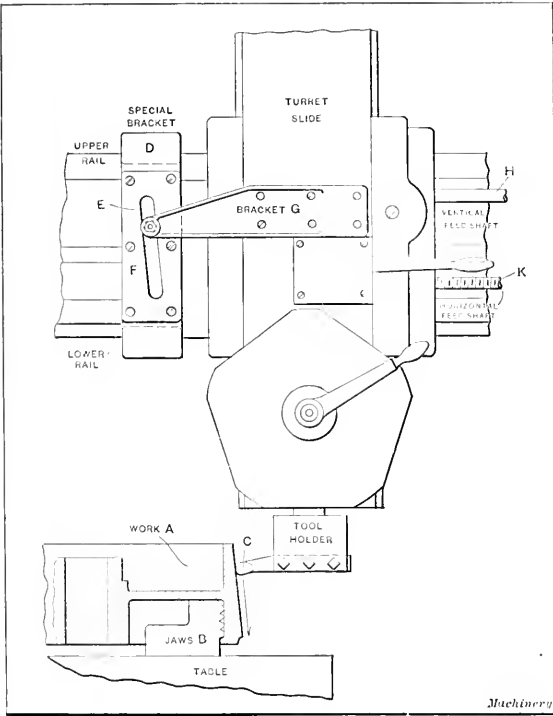 TURRET
SLIDE
SPECIAL
BRACKET
D
UPPER
RAIL
H
E
BRACKET G
VERTICAL
FEED SHAFT
F
K
HORIZONTAL
FEED SHAFT
LOWER
RAIL
TOOL
HOLDER
WORK A
C
JAWS B
TABLE
Machinery